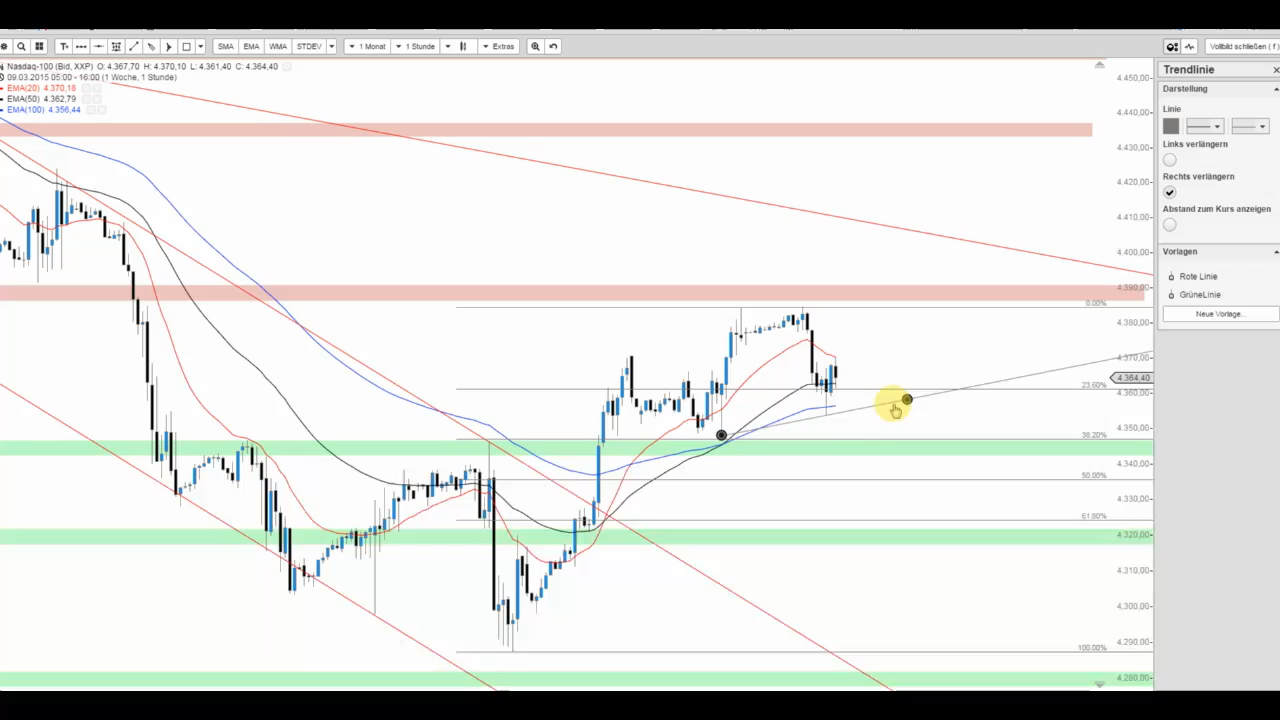 SMA EMA WMA STDEV 1 Monat 1 Stunde Extras Vollbild schließen ( f )
Nasdaq-100 (Bid, XXP) O: 4.367,70 H: 4.370,10 L: 4.361,40 C: 4.364,40
09.03.2015 05:00 - 16:00 (1 Woche, 1 Stunde)
EMA(20) 4.370,18
EMA(50) 4.362,79
EMA(100) 4.356,44
0.00%
23.60%
38.20%
50.00%
61.80%
100.00%
4.450,00
4.440,00
4.430,00
4.420,00
4.410,00
4.400,00
4.390,00
4.380,00
4.370,00
4.364,40
4.360,00
4.350,00
4.340,00
4.330,00
4.320,00
4.310,00
4.300,00
4.290,00
4.280,00
Trendlinie
Darstellung
Linie
Links verlängern
Rechts verlängern
Abstand zum Kurs anzeigen
Vorlagen
Rote Linie
GrüneLinie
Neue Vorlage...